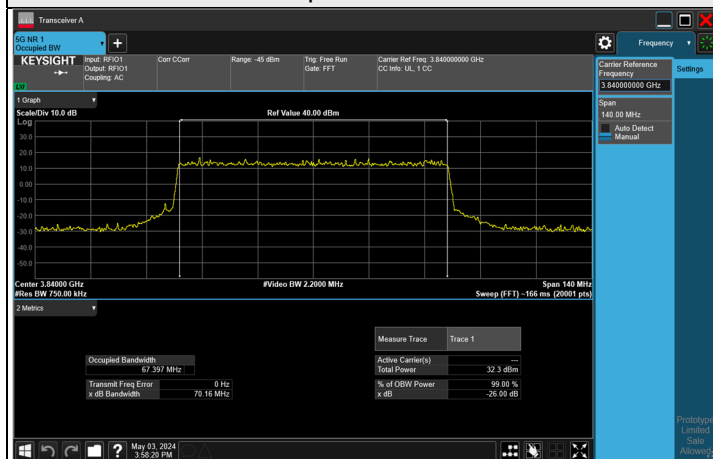 Transceiver A
5G NR 1
Occupied BW
Frequency
KEYSIGHT
Input: RFIO1
Output: RFIO1
Coupling: AC
Corr CCorr
Range: -45 dBm
Trig: Free Run
Gate: FFT
Carrier Ref Freq: 3.840000000 GHz
CC Info: UL, 1 CC
LXI
Carrier Reference
Frequency
3.840000000 GHz
Settings
Span
140.00 MHz
Auto Detect
Manual
1 Graph
Scale/Div 10.0 dB
Ref Value 40.00 dBm
Log
30.0
20.0
10.0
0.00
-10.0
-20.0
-30.0
-40.0
-50.0
Center 3.84000 GHz
#Video BW 2.2000 MHz
Span 140 MHz
#Res BW 750.00 kHz
Sweep (FFT) ~166 ms (20001 pts)
2 Metrics
Measure Trace
Trace 1
Occupied Bandwidth
67.397 MHz
Active Carrier(s)
---
Total Power
32.3 dBm
Transmit Freq Error
0 Hz
x dB Bandwidth
70.16 MHz
% of OBW Power
99.00 %
x dB
-26.00 dB
Prototype
Limited
Sale
Allowed
?
May 03, 2024
3:58:20 PM